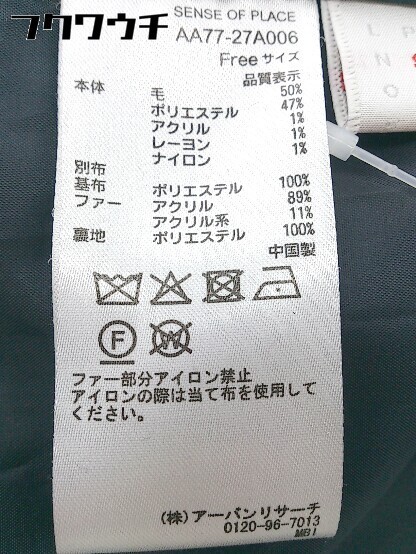 フクワウチ
SENSE OF PLACE
AA77-27A006
Free サイズ
品質表示
本体 毛 50%
ポリエステル 47%
アクリル 1%
レーヨン 1%
ナイロン 1%
別布
基布 ポリエステル 100%
ファー アクリル 89%
アクリル系 11%
裏地 ポリエステル 100%
中国製
F W
ファー部分アイロン禁止
アイロンの際は当て布を使用して
ください。
(株) アーバンリサーチ
0120-96-7013
MBI
L P
N
O